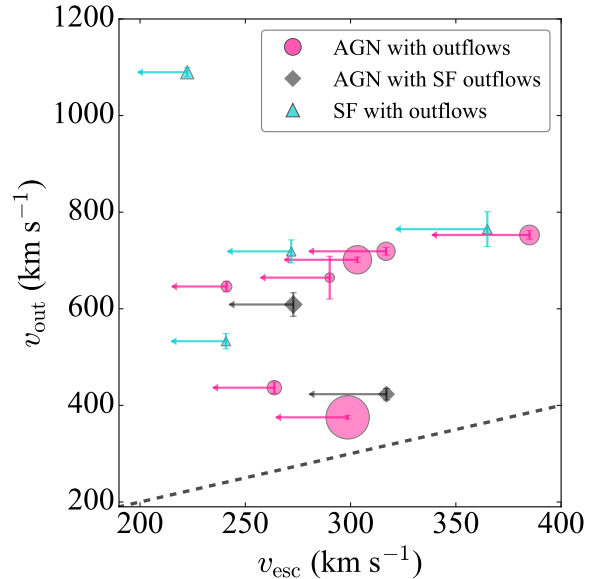 1200
1000
800
600
400
200
v_out (km s⁻¹)
AGN with outflows
AGN with SF outflows
SF with outflows
200 250 300 350 400
v_esc (km s⁻¹)